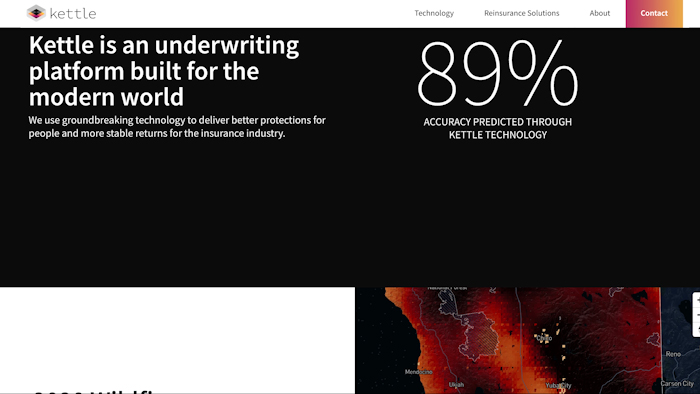 kettle
Technology
Reinsurance Solutions
About
Contact
Kettle is an underwriting
platform built for the
modern world
We use groundbreaking technology to deliver better protections for
people and more stable returns for the insurance industry.
89%
ACCURACY PREDICTED THROUGH
KETTLE TECHNOLOGY
National Forest
Chico
Reno
Mendocino
Carson City
Ukiah
Yuba City